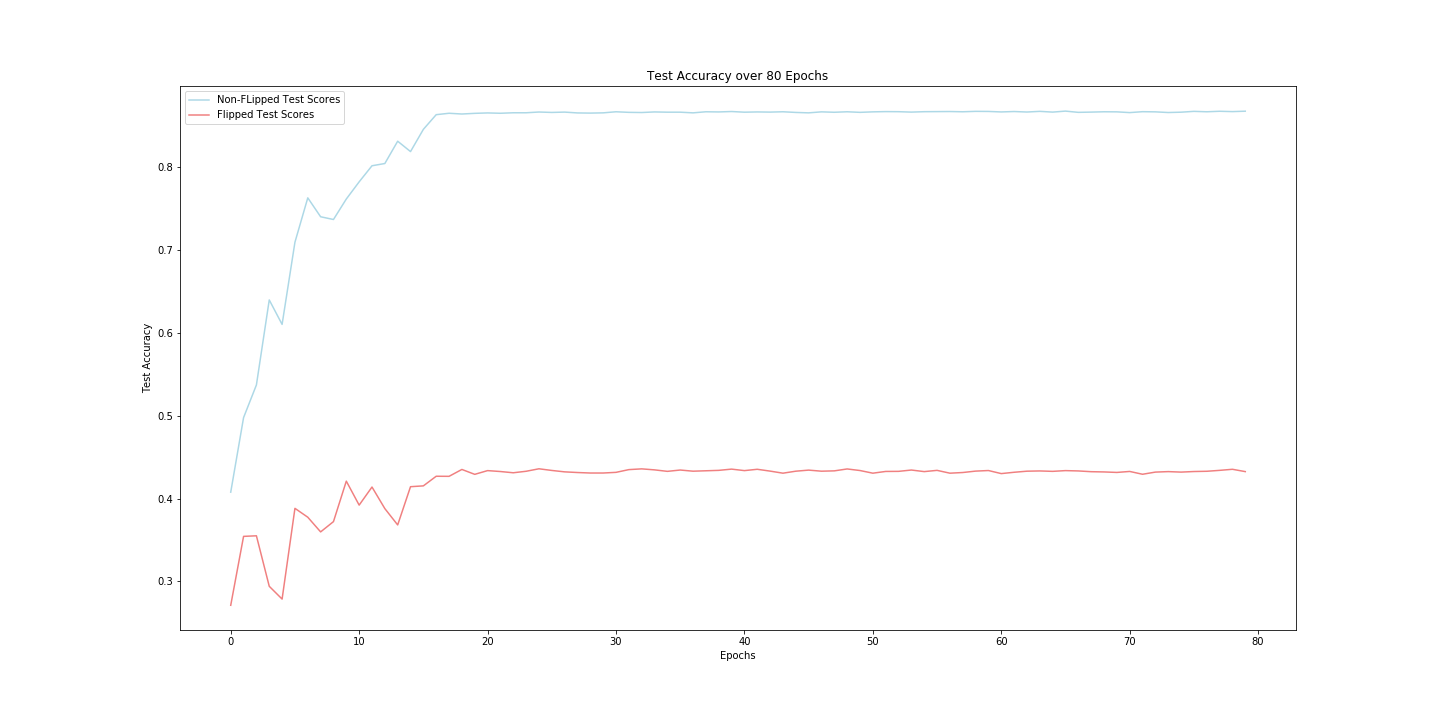 Test Accuracy over 80 Epochs
Non-FLipped Test Scores
Flipped Test Scores
Test Accuracy
0.8
0.7
0.6
0.5
0.4
0.3
0 10 20 30 40 50 60 70 80
Epochs